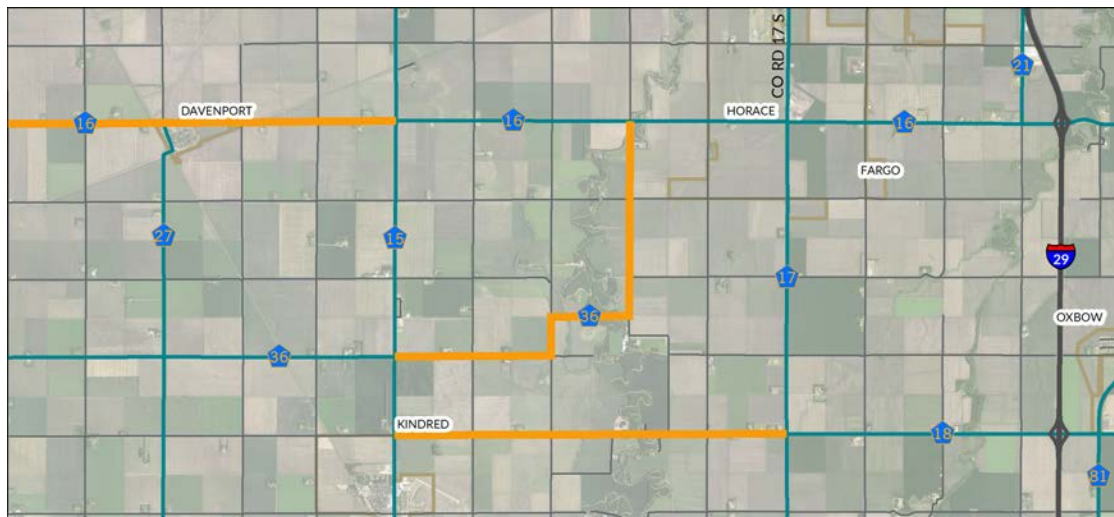 CO RD 17 S
21
DAVENPORT
HORACE
16
16
16
FARGO
27
15
29
17
36
OXBOW
36
KINDRED
18
81